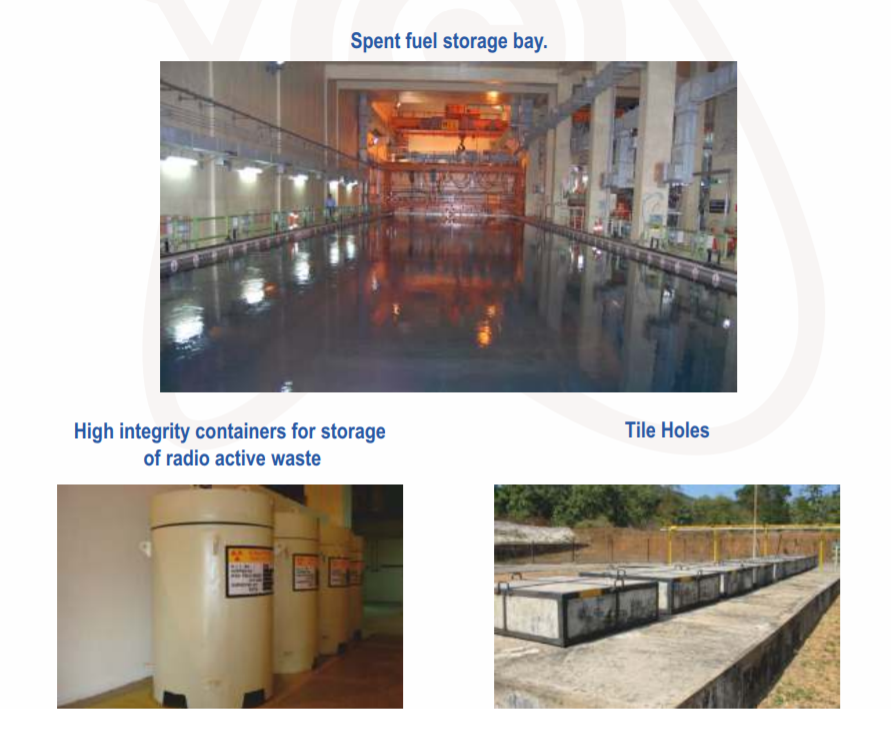 Spent fuel storage bay.
High integrity containers for storage
of radio active waste
Tile Holes